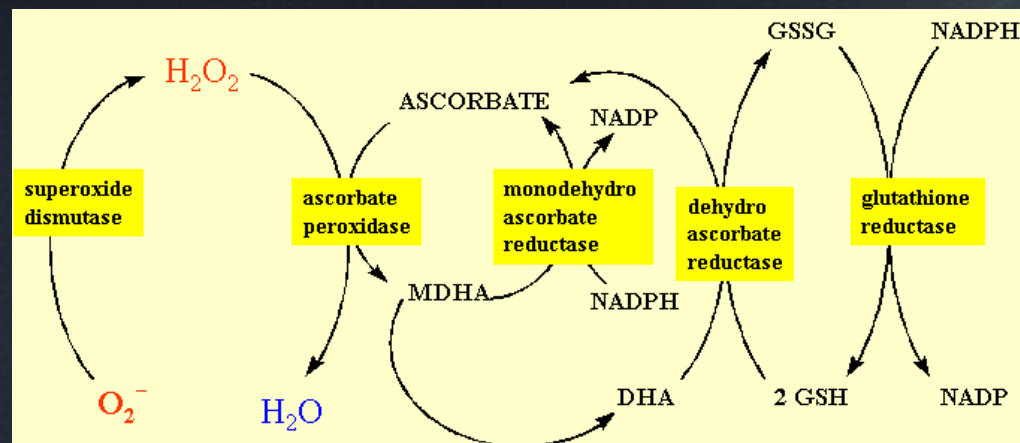 GSSG
NADPH
H₂O₂
ASCORBATE
NADP
superoxide
dismutase
ascorbate
peroxidase
monodehydro
ascorbate
reductase
dehydro
ascorbate
reductase
glutathione
reductase
MDHA
NADPH
O₂⁻
H₂O
DHA
2 GSH
NADP